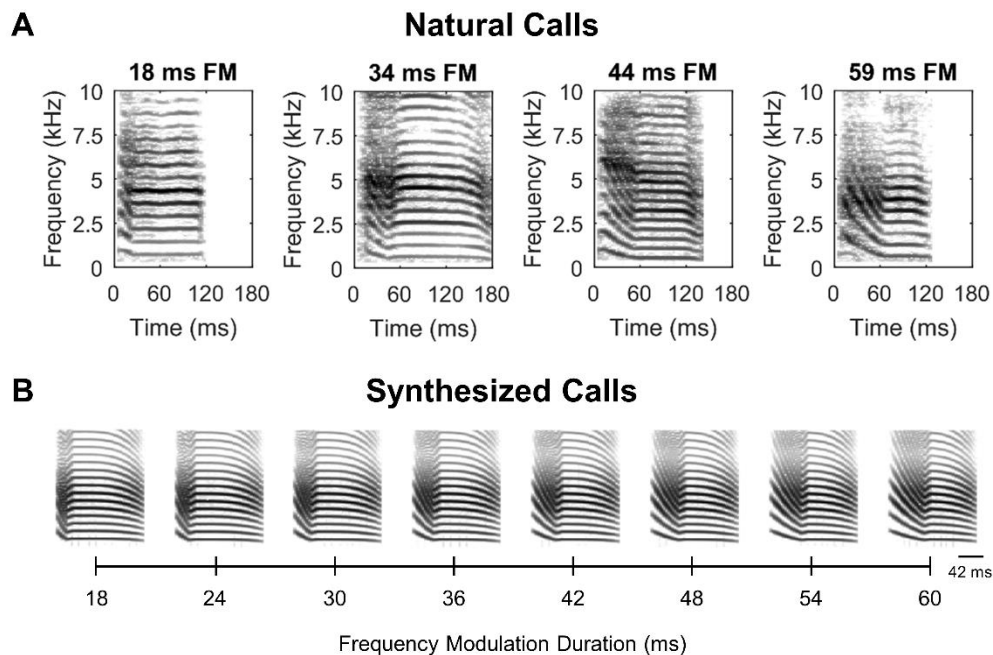 A Natural Calls
18 ms FM 34 ms FM 44 ms FM 59 ms FM
Frequency (kHz) Frequency (kHz) Frequency (kHz) Frequency (kHz)
10 10 10 10
7.5 7.5 7.5 7.5
5 5 5 5
2.5 2.5 2.5 2.5
0 0 0 0
0 60 120 180 0 60 120 180 0 60 120 180 0 60 120 180
Time (ms) Time (ms) Time (ms) Time (ms)
B Synthesized Calls
42 ms
18 24 30 36 42 48 54 60
Frequency Modulation Duration (ms)